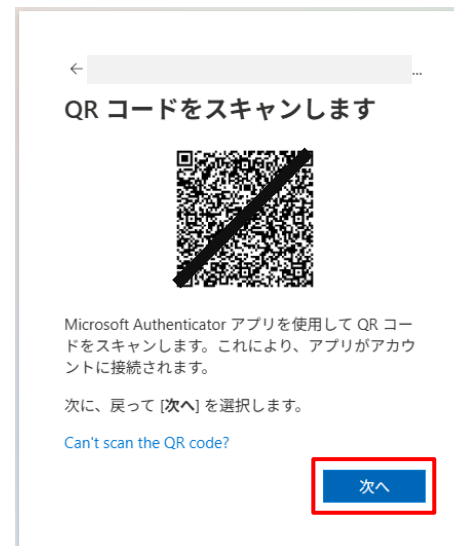 ← ...
QR コードをスキャンします
Microsoft Authenticator アプリを使用して QR コー
ドをスキャンします。これにより、アプリがアカウ
ントに接続されます。
次に、戻って [次へ] を選択します。
Can't scan the QR code?
次へ